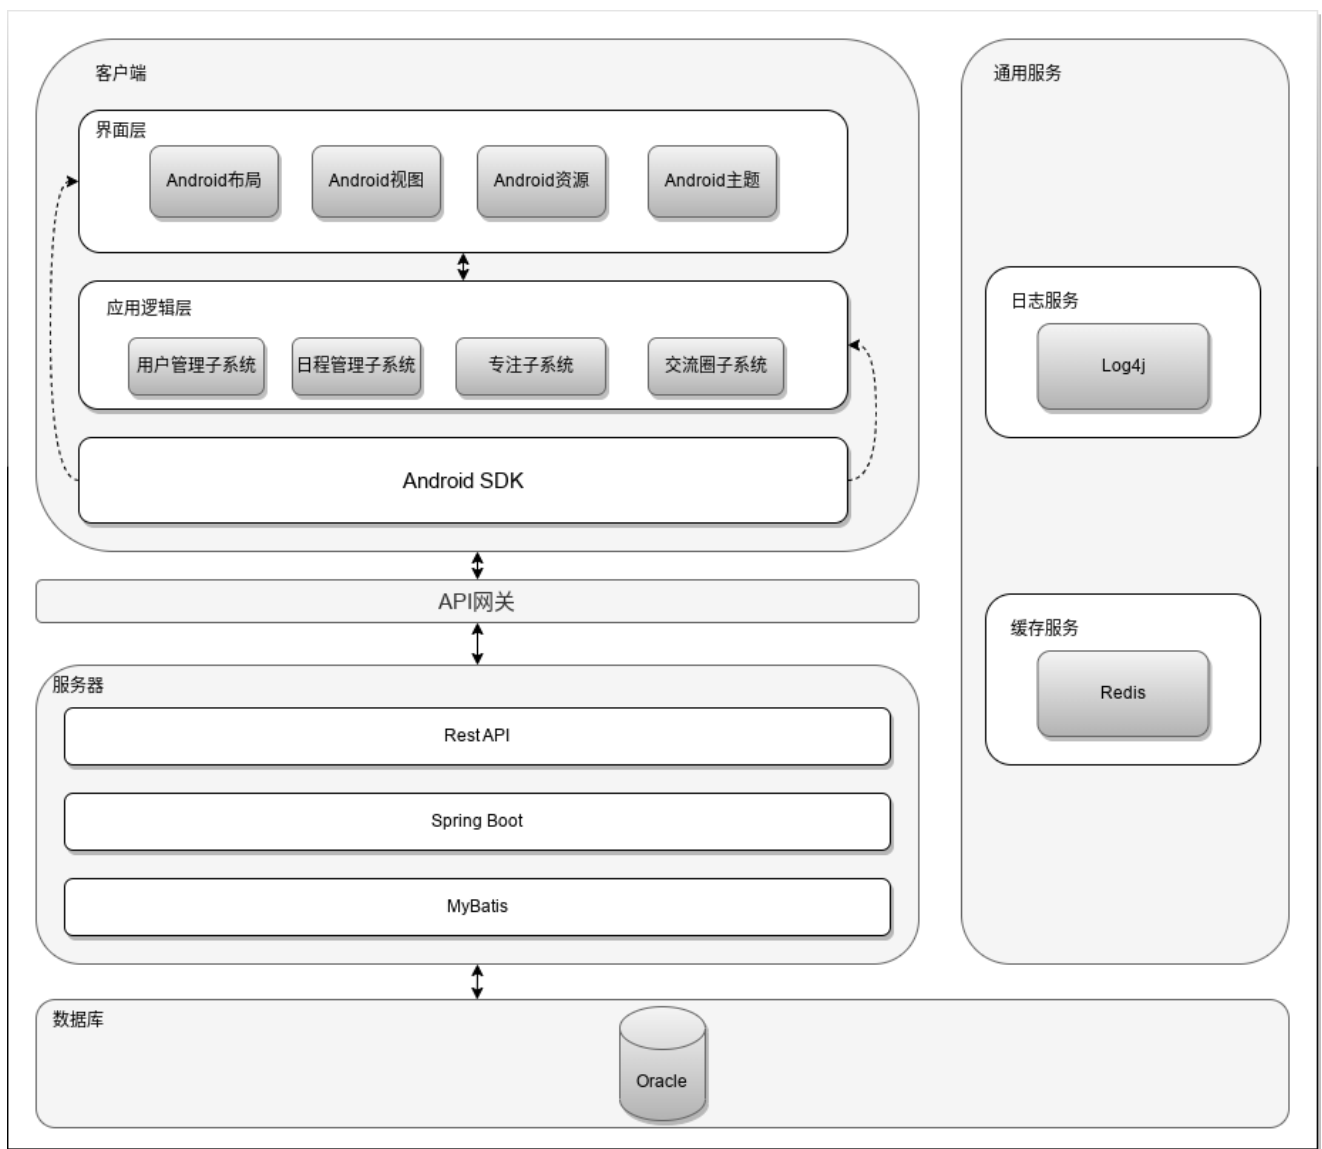 客户端
界面层
Android布局
Android视图
Android资源
Android主题
应用逻辑层
用户管理子系统
日程管理子系统
专注子系统
交流圈子系统
Android SDK
API网关
服务器
Rest API
Spring Boot
MyBatis
数据库
Oracle
通用服务
日志服务
Log4j
缓存服务
Redis